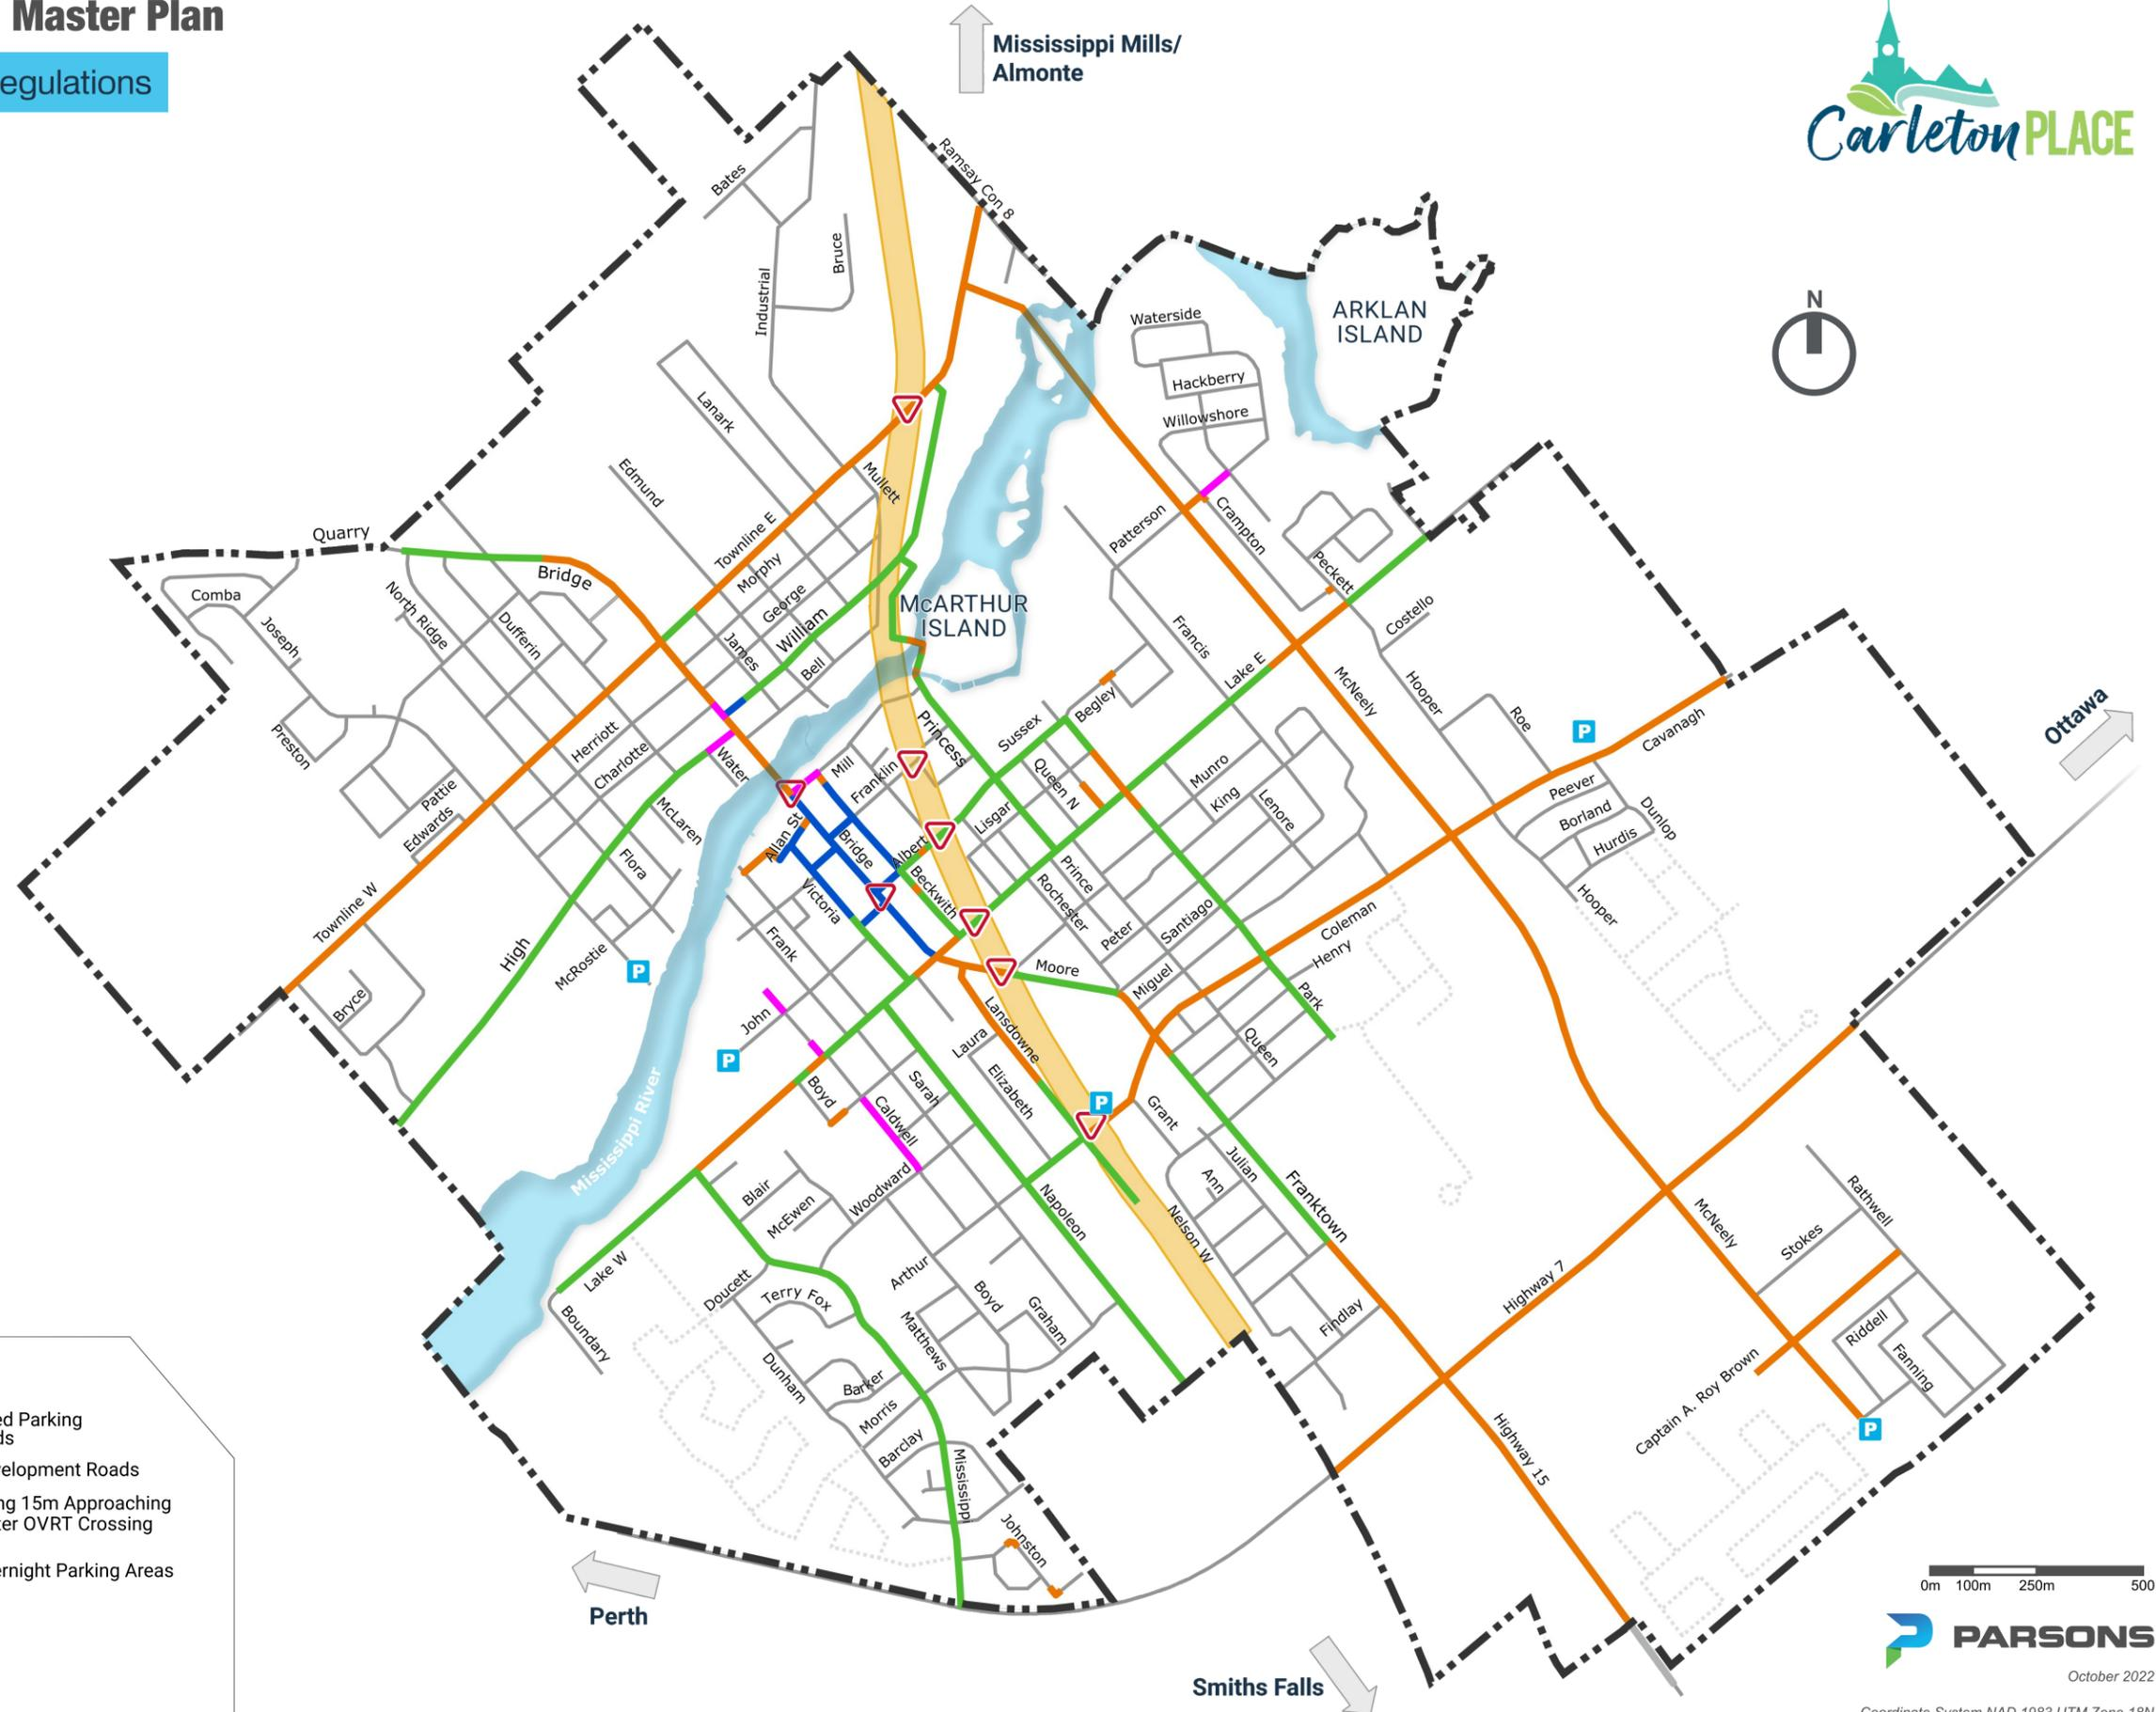 Master Plan
egulations
Mississippi Mills/
Almonte
Carleton PLACE
N
Ramsay Con 8
Bates
Bruce
Industrial
ARKLAN
ISLAND
Waterside
Hackberry
Willowshore
Lanark
Edmund
Mullett
Townline E
Morphy
George
William
James
Bell
Quarry
Bridge
Comba
Joseph
North Ridge
Dufferin
Preston
Herriott
Charlotte
Pattie
Edwards
Water
McLaren
Flora
Townline W
High
McRostie
Bryce
McARTHUR
ISLAND
Patterson
Crampton
Peckett
Costello
Francis
Lake E
McNeely
Hooper
Roe
Cavanagh
Ottawa
P
Peever
Borland
Hurdis
Dunlop
Hooper
Begley
Sussex
Princess
Queen N
Munro
King
Lenore
Mill
Franklin
Lisgar
Allan St
Bridge
Albert
Beckwith
Victoria
Prince
Rochester
Peter
Santiago
Coleman
Henry
Miguel
Moore
Park
Queen
Frank
P
John
P
Lansdowne
Laura
Elizabeth
P
Grant
Boyd
Sarah
Caldwell
Woodward
Blair
McEwen
Napoleon
Julian
Ann
Nelson W
Franktown
Findlay
Mississippi River
Lake W
Boundary
Doucett
Terry Fox
Arthur
Boyd
Graham
Matthews
Dunham
Barker
Morris
Barclay
Mississippi
Johnston
Highway 7
McNeely
Rathwell
Stokes
Riddell
Fanning
Captain A. Roy Brown
P
Highway 15
ed Parking
ds
velopment Roads
ng 15m Approaching
ter OVRT Crossing
ernight Parking Areas
Perth
Smiths Falls
0m 100m 250m 500
PARSONS
October 2022
Coordinate System NAD 1983 UTM Zone 18N